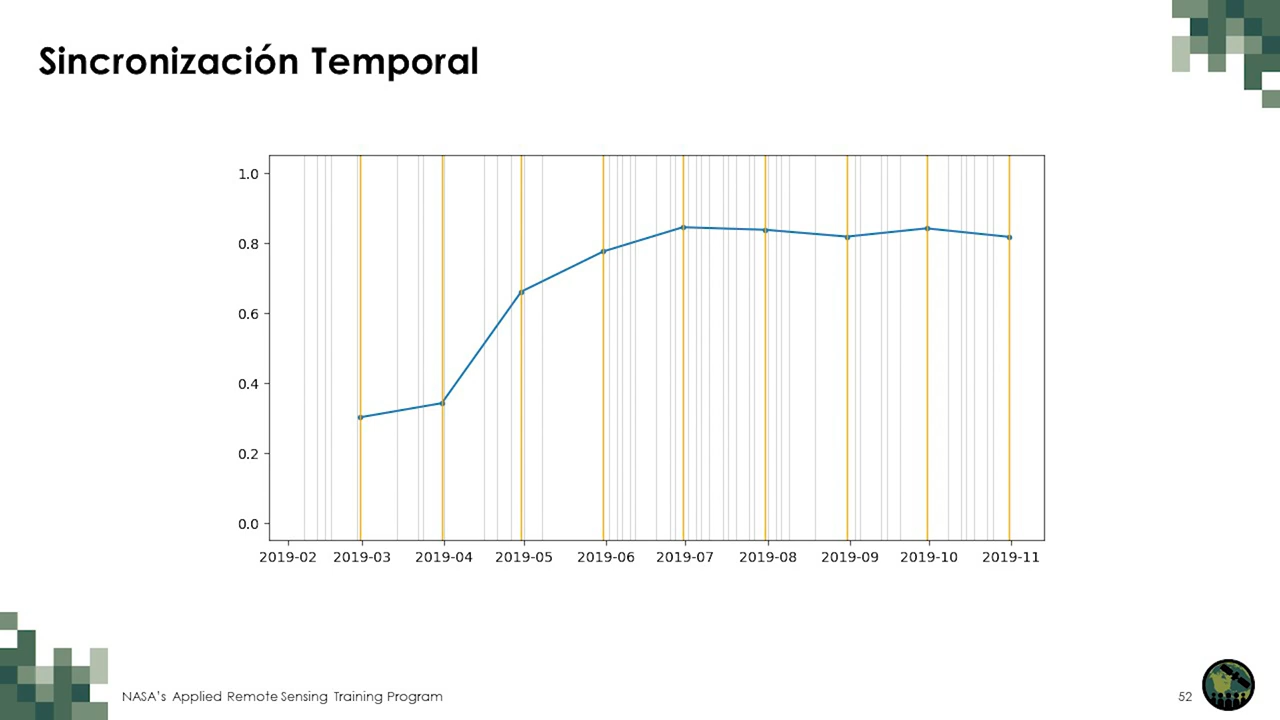 Sincronización Temporal
1.0
0.8
0.6
0.4
0.2
0.0
2019-02 2019-03 2019-04 2019-05 2019-06 2019-07 2019-08 2019-09 2019-10 2019-11
NASA's Applied Remote Sensing Training Program
52